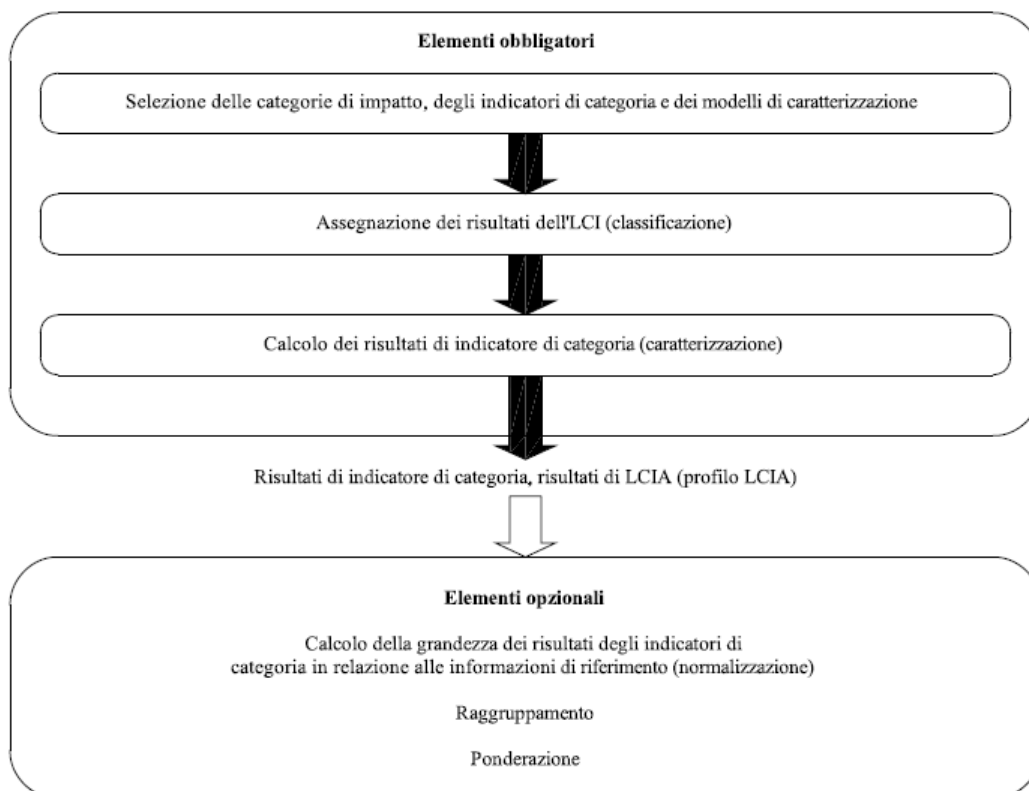 Elementi obbligatori
Selezione delle categorie di impatto, degli indicatori di categoria e dei modelli di caratterizzazione
Assegnazione dei risultati dell'LCI (classificazione)
Calcolo dei risultati di indicatore di categoria (caratterizzazione)
Risultati di indicatore di categoria, risultati di LCIA (profilo LCIA)
Elementi opzionali
Calcolo della grandezza dei risultati degli indicatori di
categoria in relazione alle informazioni di riferimento (normalizzazione)
Raggruppamento
Ponderazione